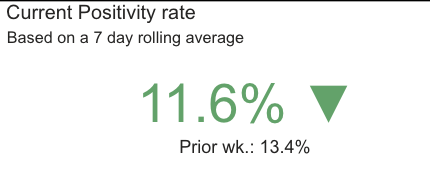 Current Positivity rate
Based on a 7 day rolling average
11.6% ▼
Prior wk.: 13.4%